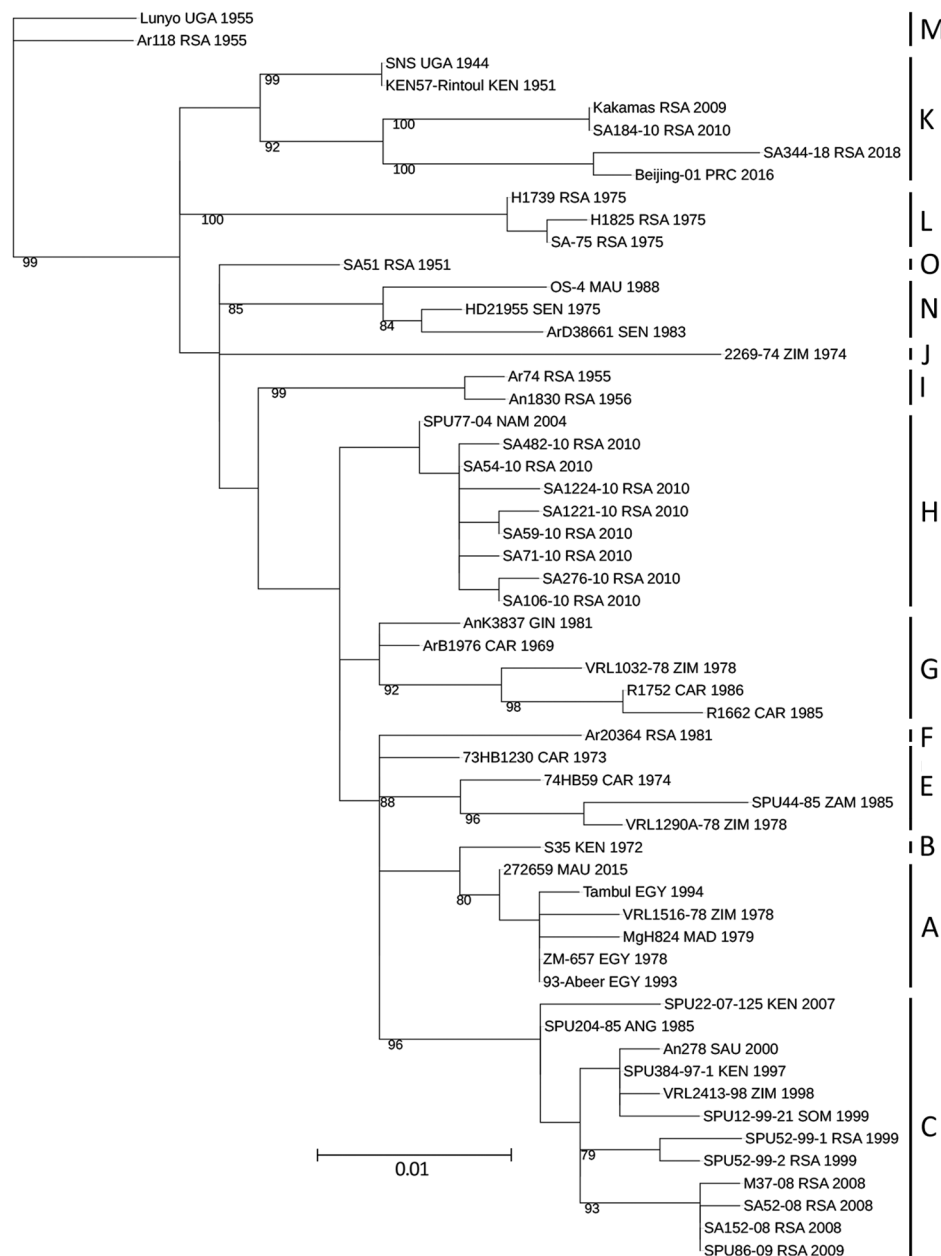 Lunyo UGA 1955
Ar118 RSA 1955
M
SNS UGA 1944
99
KEN57-Rintoul KEN 1951
Kakamas RSA 2009
100
SA184-10 RSA 2010
K
92
SA344-18 RSA 2018
100
Beijing-01 PRC 2016
H1739 RSA 1975
100
H1825 RSA 1975
L
SA-75 RSA 1975
99
SA51 RSA 1951
O
OS-4 MAU 1988
85
HD21955 SEN 1975
N
84
ArD38661 SEN 1983
2269-74 ZIM 1974
J
Ar74 RSA 1955
99
I
An1830 RSA 1956
SPU77-04 NAM 2004
SA482-10 RSA 2010
SA54-10 RSA 2010
SA1224-10 RSA 2010
SA1221-10 RSA 2010
H
SA59-10 RSA 2010
SA71-10 RSA 2010
SA276-10 RSA 2010
SA106-10 RSA 2010
AnK3837 GIN 1981
ArB1976 CAR 1969
VRL1032-78 ZIM 1978
G
92
R1752 CAR 1986
98
R1662 CAR 1985
Ar20364 RSA 1981
F
73HB1230 CAR 1973
74HB59 CAR 1974
E
88
SPU44-85 ZAM 1985
96
VRL1290A-78 ZIM 1978
S35 KEN 1972
B
272659 MAU 2015
80
Tambul EGY 1994
VRL1516-78 ZIM 1978
A
MgH824 MAD 1979
ZM-657 EGY 1978
93-Abeer EGY 1993
SPU22-07-125 KEN 2007
SPU204-85 ANG 1985
96
An278 SAU 2000
SPU384-97-1 KEN 1997
VRL2413-98 ZIM 1998
SPU12-99-21 SOM 1999
C
SPU52-99-1 RSA 1999
79
SPU52-99-2 RSA 1999
0.01
M37-08 RSA 2008
93
SA52-08 RSA 2008
SA152-08 RSA 2008
SPU86-09 RSA 2009